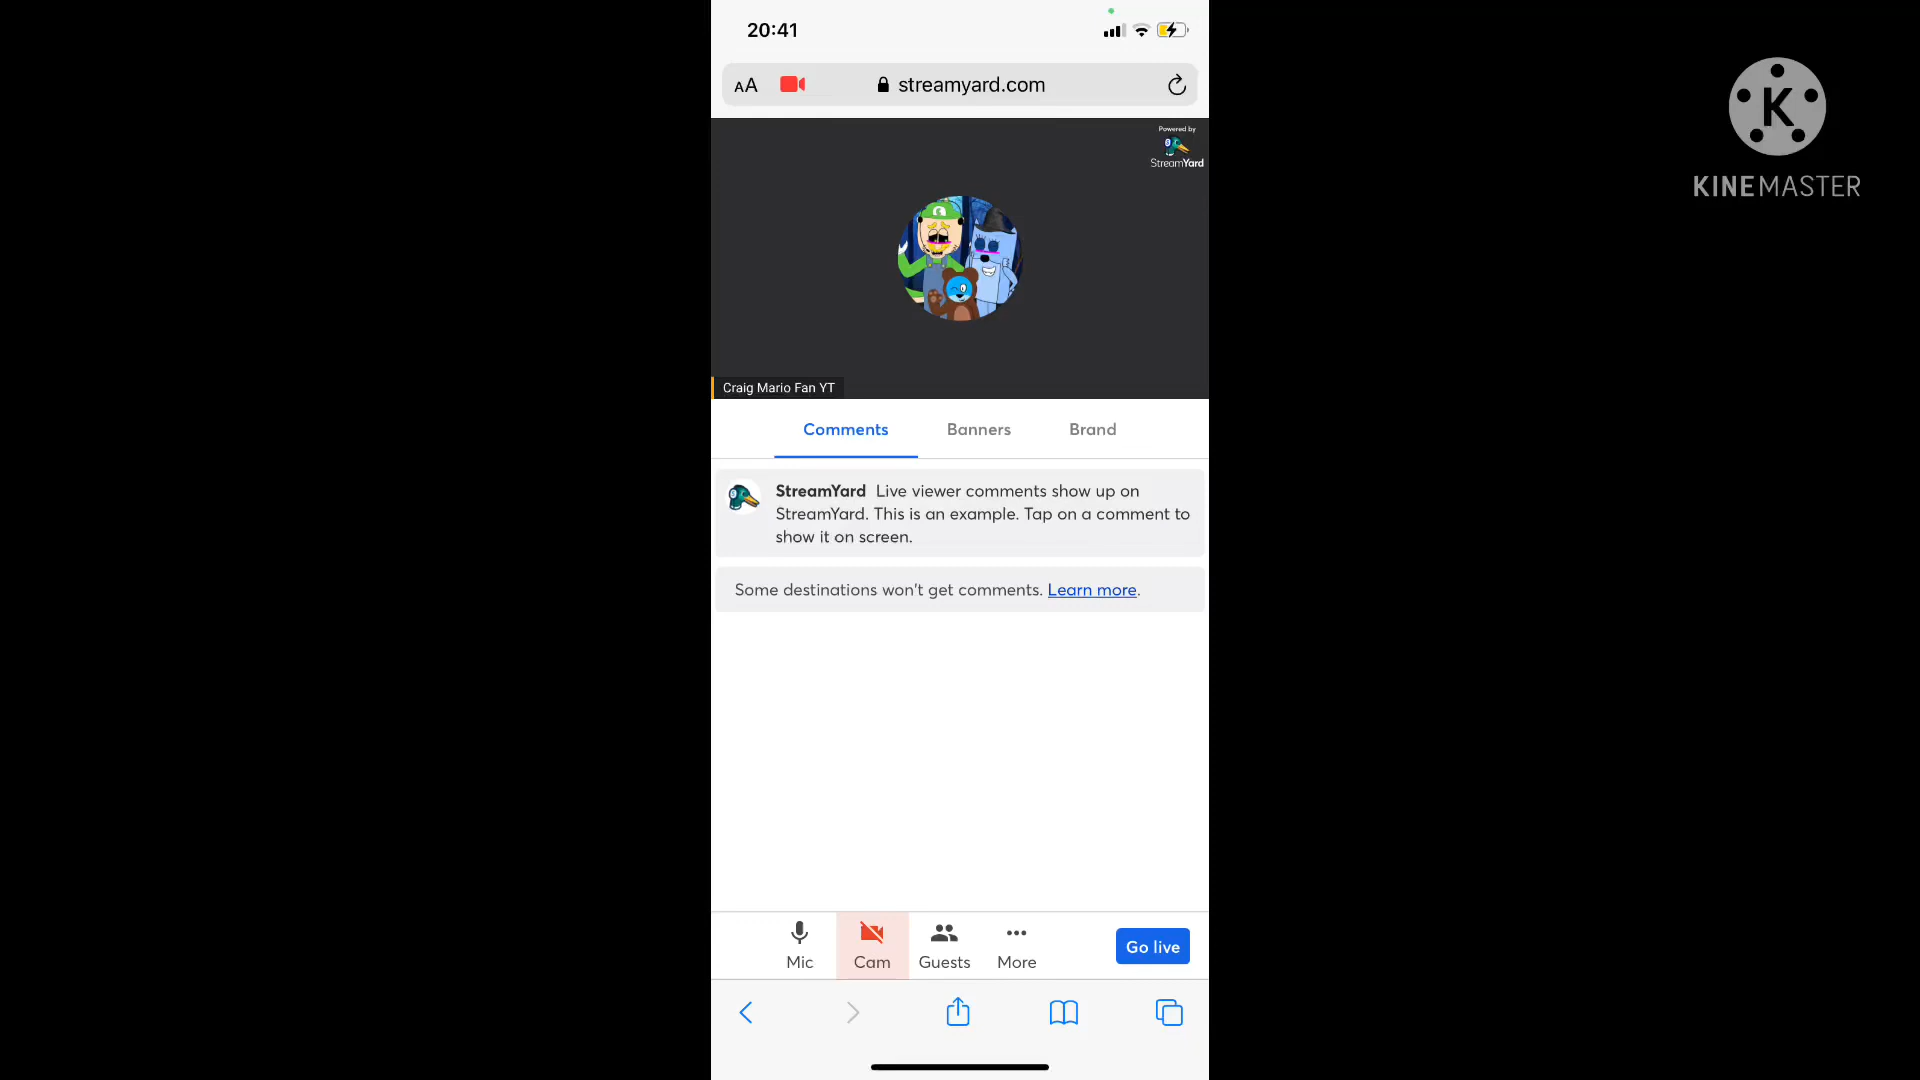 20:41
AA
streamyard.com
Powered by
StreamYard
K
KINEMASTER
Craig Mario Fan YT
Comments
Banners
Brand
StreamYard Live viewer comments show up on
StreamYard. This is an example. Tap on a comment to
show it on screen.
Some destinations won't get comments. Learn more.
Mic
Cam
Guests
More
Go live